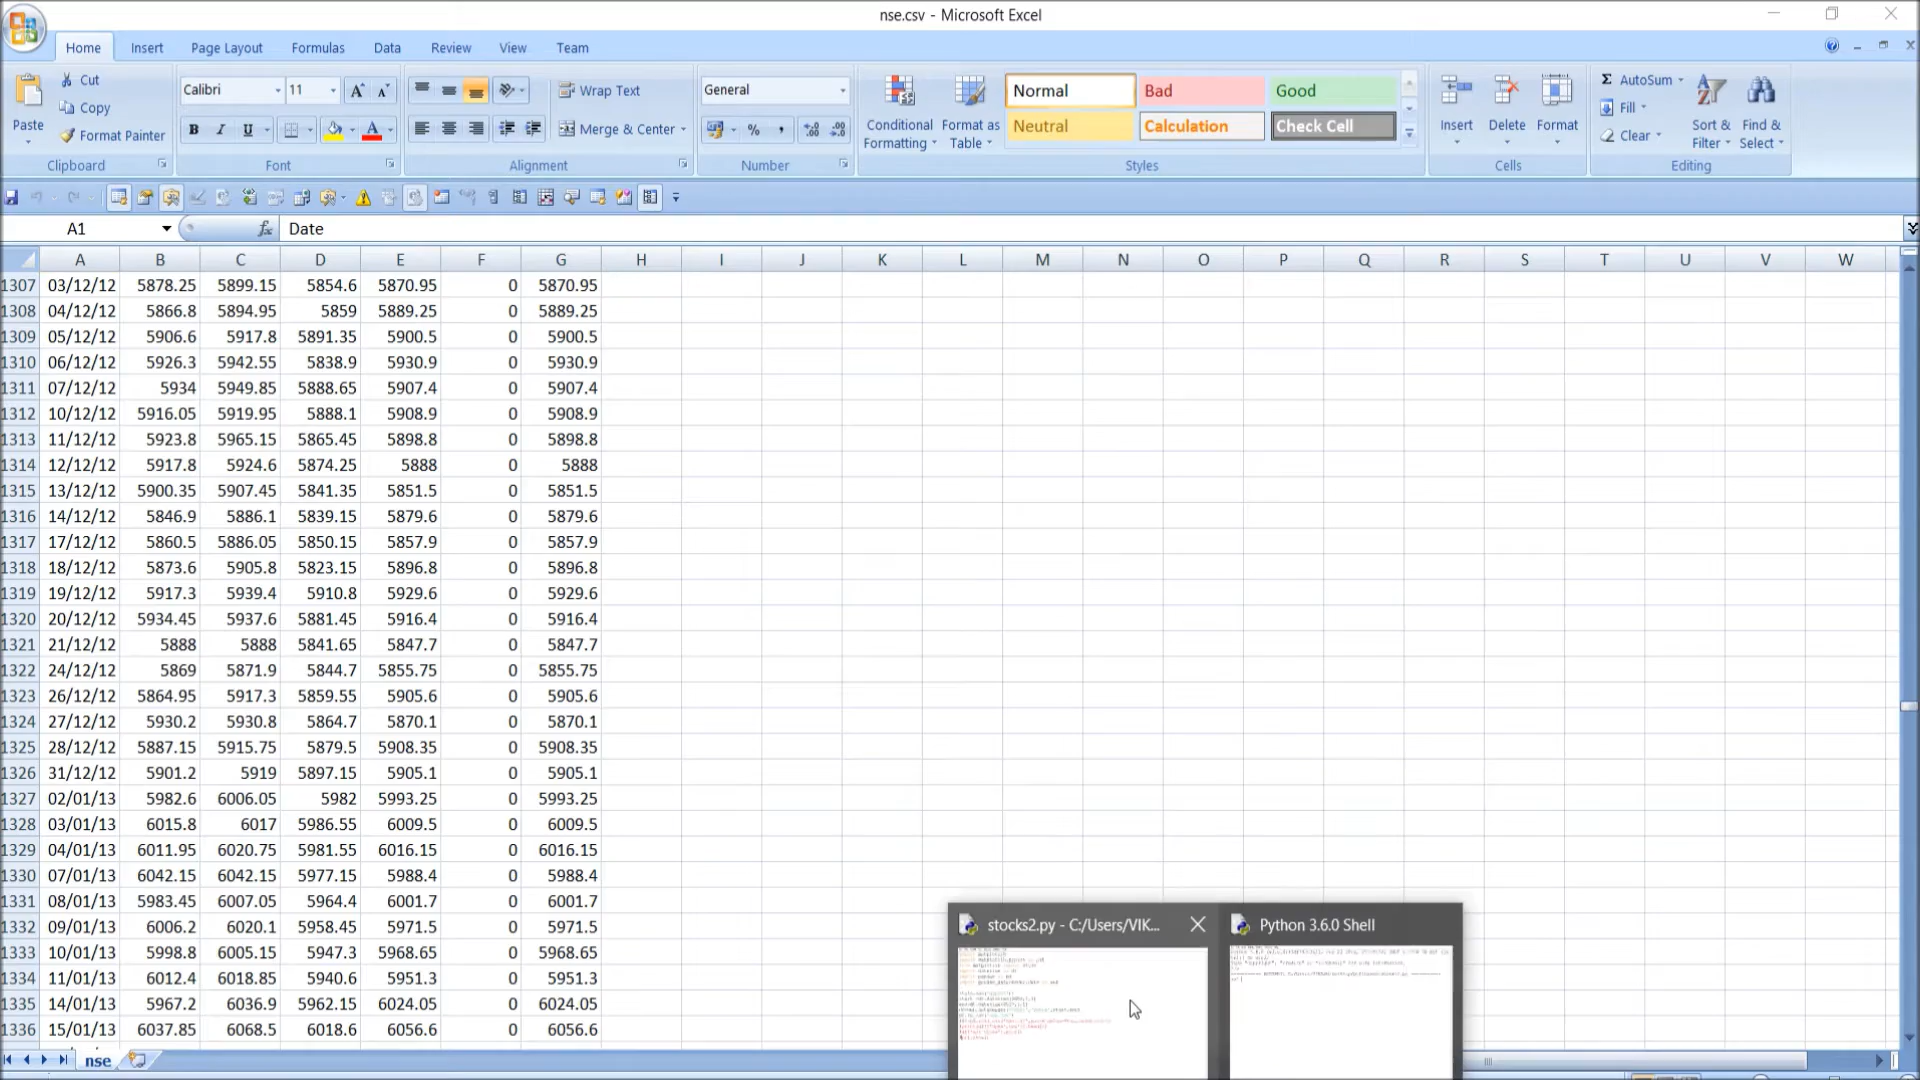 nse.csv - Microsoft Excel
Home Insert Page Layout Formulas Data Review View Team
Paste
Cut
Copy
Format Painter
Clipboard
Calibri 11
B I U
Font
Wrap Text
Merge & Center
Alignment
General
Number
Conditional Formatting
Format as Table
Normal Bad Good
Neutral Calculation Check Cell
Styles
Insert Delete Format
Cells
AutoSum
Fill
Clear
Sort & Filter
Find & Select
Editing
A1 fx Date
A B C D E F G H I J K L M N O P Q R S T U V W
1307 03/12/12 5878.25 5899.15 5854.6 5870.95 0 5870.95
1308 04/12/12 5866.8 5894.95 5859 5889.25 0 5889.25
1309 05/12/12 5906.6 5917.8 5891.35 5900.5 0 5900.5
1310 06/12/12 5926.3 5942.55 5838.9 5930.9 0 5930.9
1311 07/12/12 5934 5949.85 5888.65 5907.4 0 5907.4
1312 10/12/12 5916.05 5919.95 5888.1 5908.9 0 5908.9
1313 11/12/12 5923.8 5965.15 5865.45 5898.8 0 5898.8
1314 12/12/12 5917.8 5924.6 5874.25 5888 0 5888
1315 13/12/12 5900.35 5907.45 5841.35 5851.5 0 5851.5
1316 14/12/12 5846.9 5886.1 5839.15 5879.6 0 5879.6
1317 17/12/12 5860.5 5886.05 5850.15 5857.9 0 5857.9
1318 18/12/12 5873.6 5905.8 5823.15 5896.8 0 5896.8
1319 19/12/12 5917.3 5939.4 5910.8 5929.6 0 5929.6
1320 20/12/12 5934.45 5937.6 5881.45 5916.4 0 5916.4
1321 21/12/12 5888 5888 5841.65 5847.7 0 5847.7
1322 24/12/12 5869 5871.9 5844.7 5855.75 0 5855.75
1323 26/12/12 5864.95 5917.3 5859.55 5905.6 0 5905.6
1324 27/12/12 5930.2 5930.8 5864.7 5870.1 0 5870.1
1325 28/12/12 5887.15 5915.75 5879.5 5908.35 0 5908.35
1326 31/12/12 5901.2 5919 5897.15 5905.1 0 5905.1
1327 02/01/13 5982.6 6006.05 5982 5993.25 0 5993.25
1328 03/01/13 6015.8 6017 5986.55 6009.5 0 6009.5
1329 04/01/13 6011.95 6020.75 5981.55 6016.15 0 6016.15
1330 07/01/13 6042.15 6042.15 5977.15 5988.4 0 5988.4
1331 08/01/13 5983.45 6007.05 5964.4 6001.7 0 6001.7
1332 09/01/13 6006.2 6020.1 5958.45 5971.5 0 5971.5
1333 10/01/13 5998.8 6005.15 5947.3 5968.65 0 5968.65
1334 11/01/13 6012.4 6018.85 5940.6 5951.3 0 5951.3
1335 14/01/13 5967.2 6036.9 5962.15 6024.05 0 6024.05
1336 15/01/13 6037.85 6068.5 6018.6 6056.6 0 6056.6
stocks2.py - C:/Users/VIK...
Python 3.6.0 Shell
nse